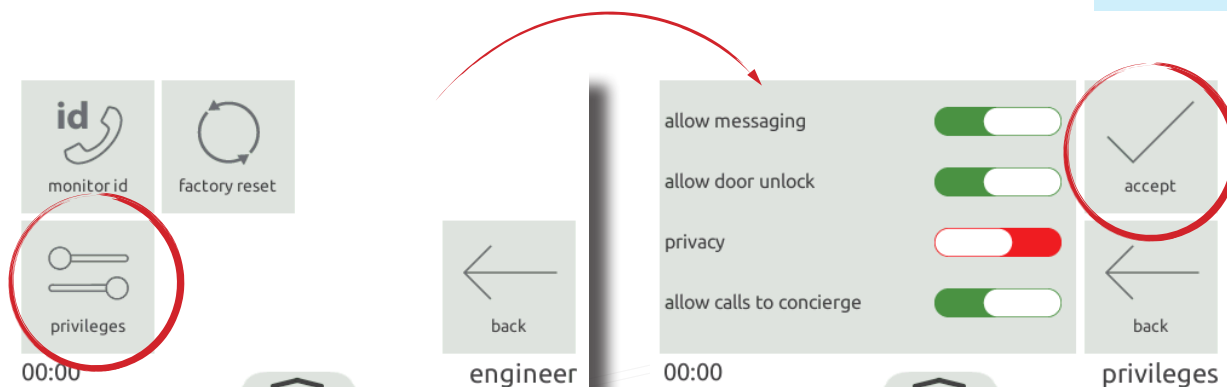 id
monitor id
factory reset
privileges
back
00:00
engineer
allow messaging
allow door unlock
privacy
allow calls to concierge
accept
back
00:00
privileges